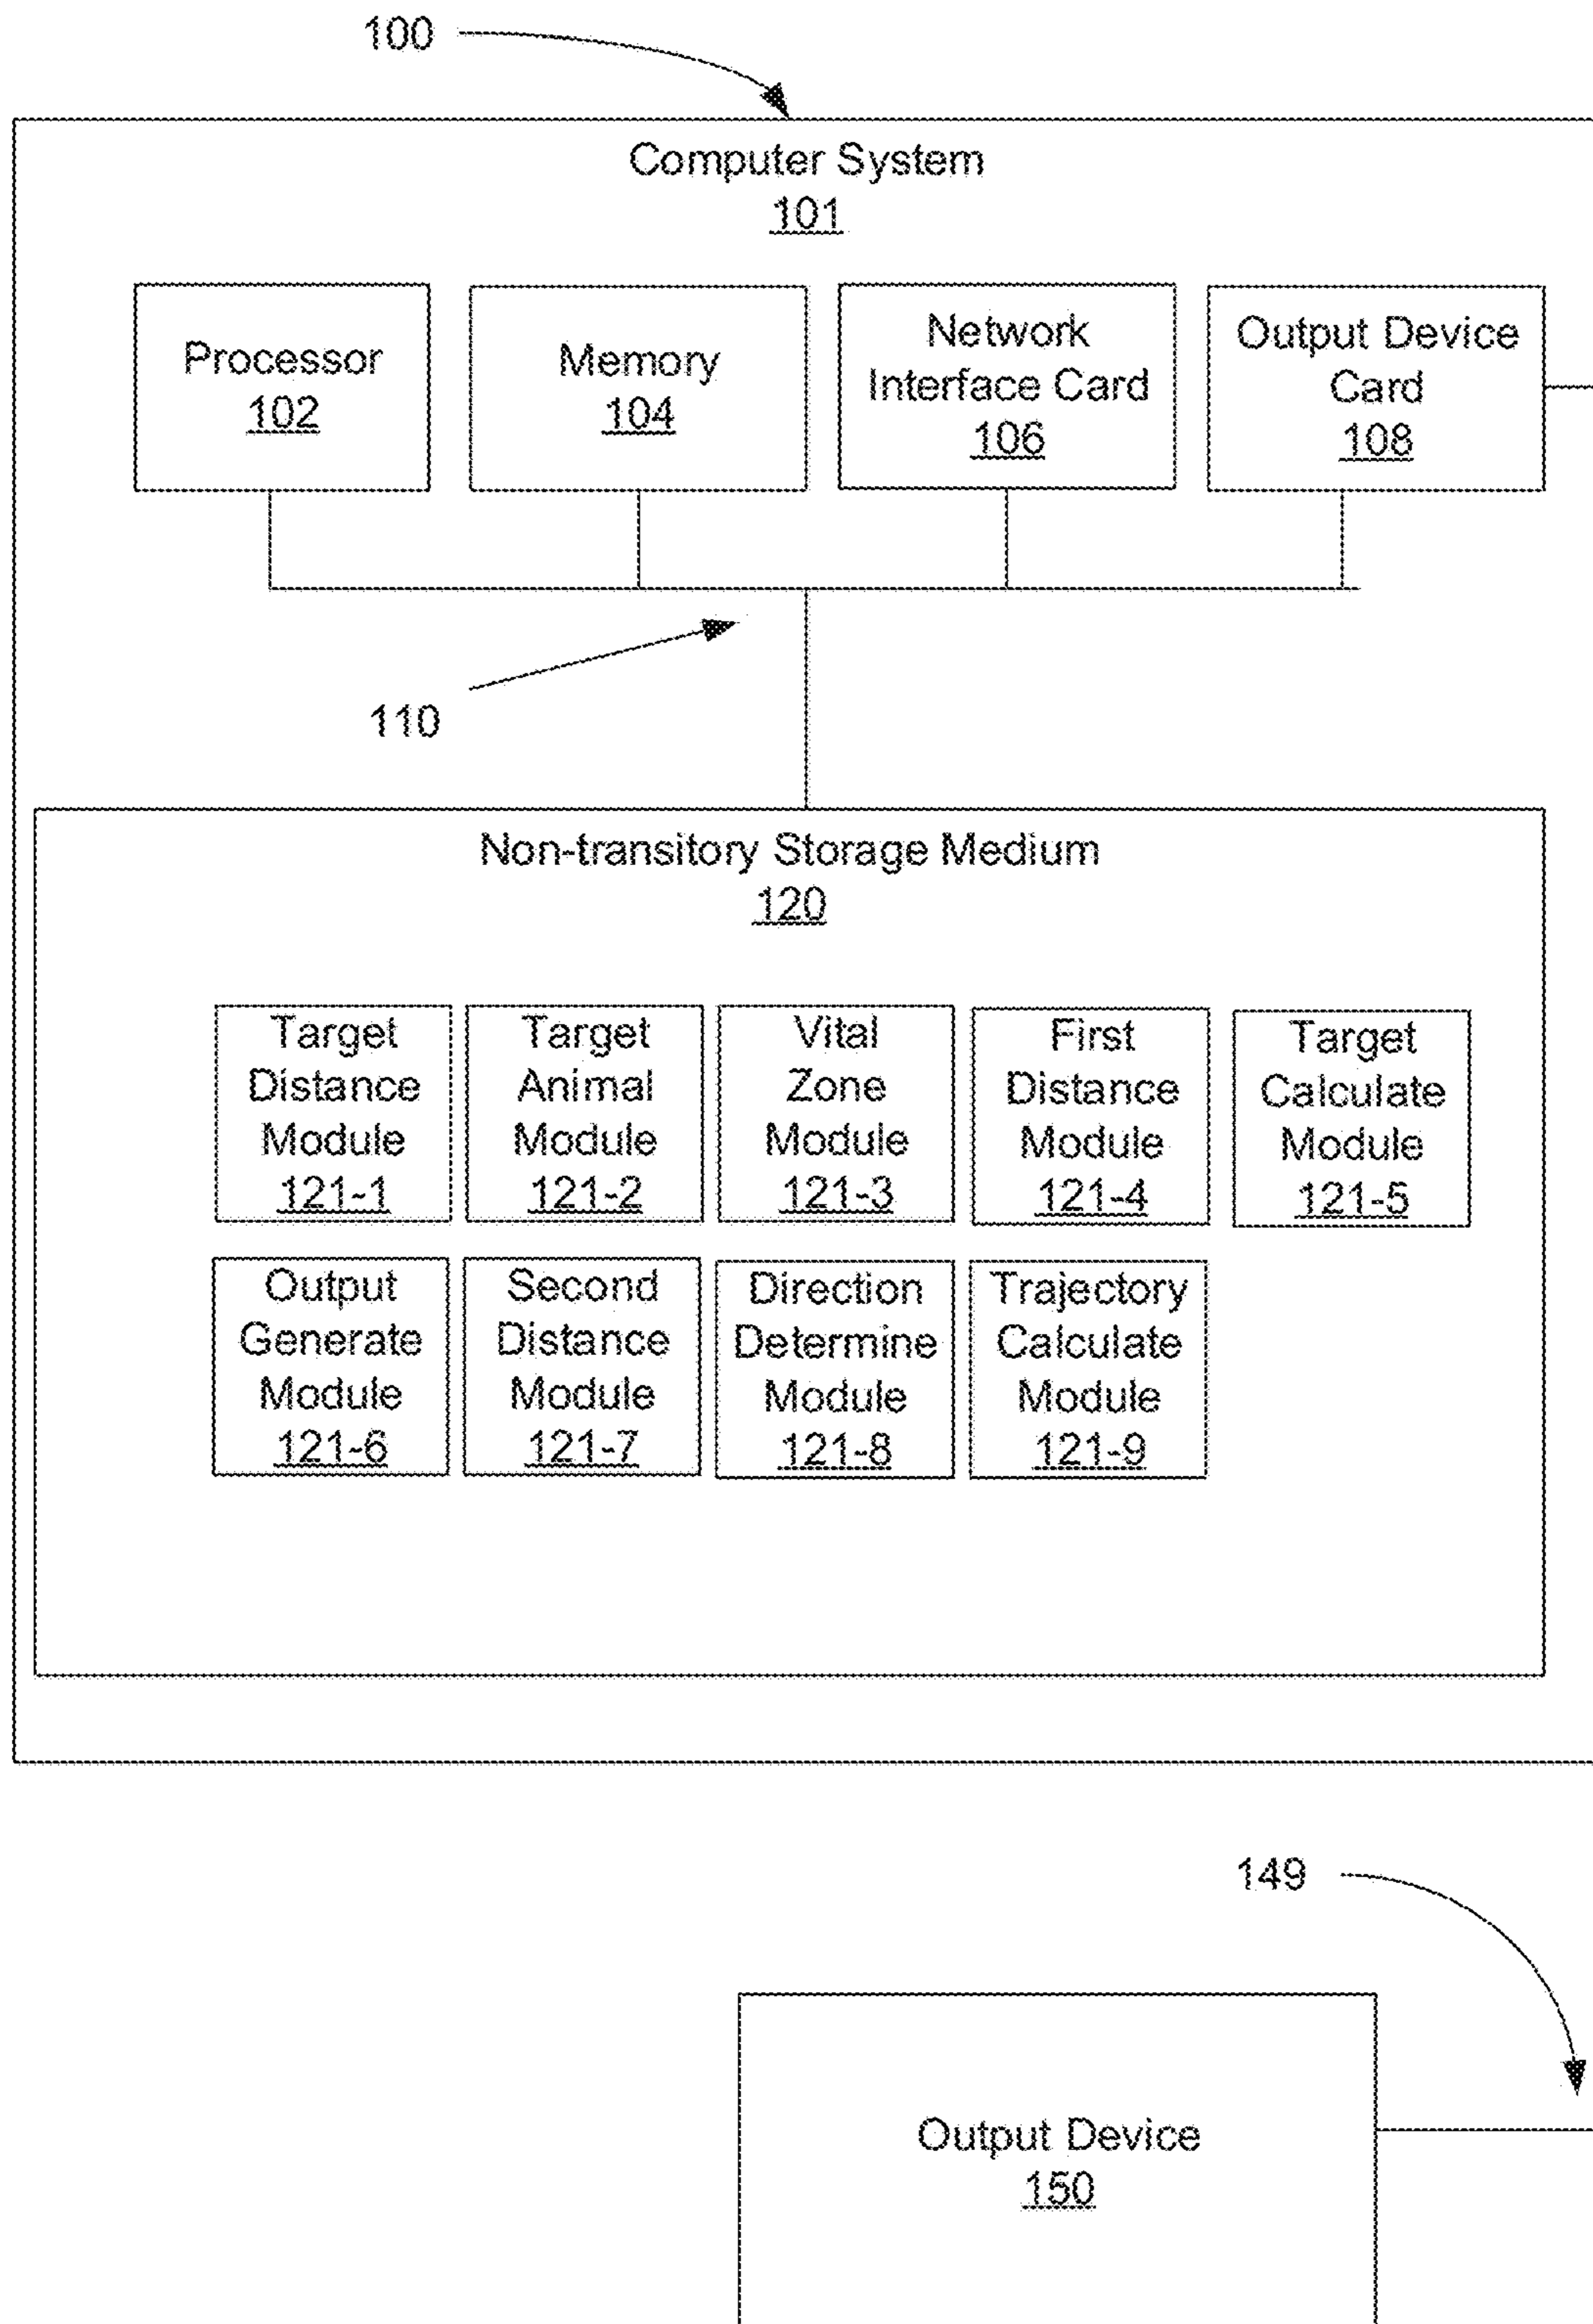 100
Computer System
101
Processor
102
Memory
104
Network
Interface Card
106
Output Device
Card
108
110
Non-transitory Storage Medium
120
Target
Distance
Module
121-1
Target
Animal
Module
121-2
Vital
Zone
Module
121-3
First
Distance
Module
121-4
Target
Calculate
Module
121-5
Output
Generate
Module
121-6
Second
Distance
Module
121-7
Direction
Determine
Module
121-8
Trajectory
Calculate
Module
121-9
149
Output Device
150